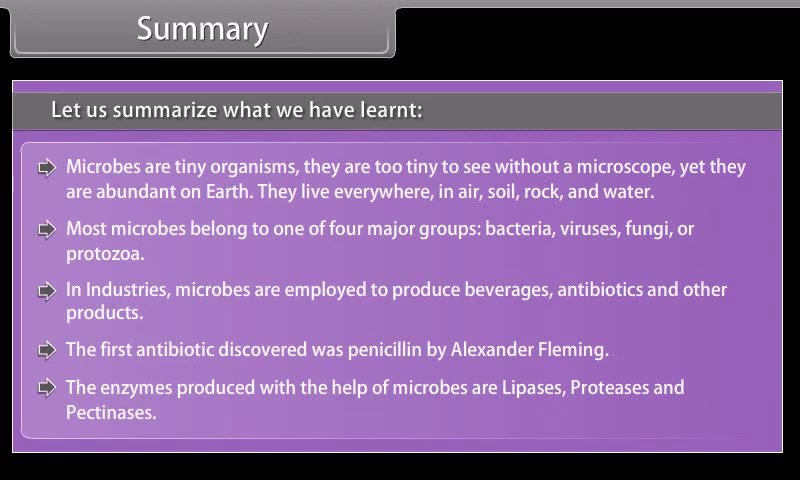 Summary
Let us summarize what we have learnt:
Microbes are tiny organisms, they are too tiny to see without a microscope, yet they
are abundant on Earth. They live everywhere, in air, soil, rock, and water.
Most microbes belong to one of four major groups: bacteria, viruses, fungi, or
protozoa.
In Industries, microbes are employed to produce beverages, antibiotics and other
products.
The first antibiotic discovered was penicillin by Alexander Fleming.
The enzymes produced with the help of microbes are Lipases, Proteases and
Pectinases.